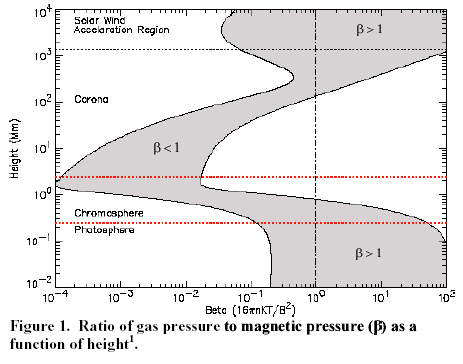 10⁴
10³
10²
10¹
10⁰
10⁻¹
10⁻²
Height (Mm)
Solar Wind
Acceleration Region
β > 1
Corona
β < 1
Chromosphere
Photosphere
β > 1
10⁻⁴ 10⁻³ 10⁻² 10⁻¹ 10⁰ 10¹ 10²
Beta (16πnKT/B²)
Figure 1. Ratio of gas pressure to magnetic pressure (β) as a
function of height¹.